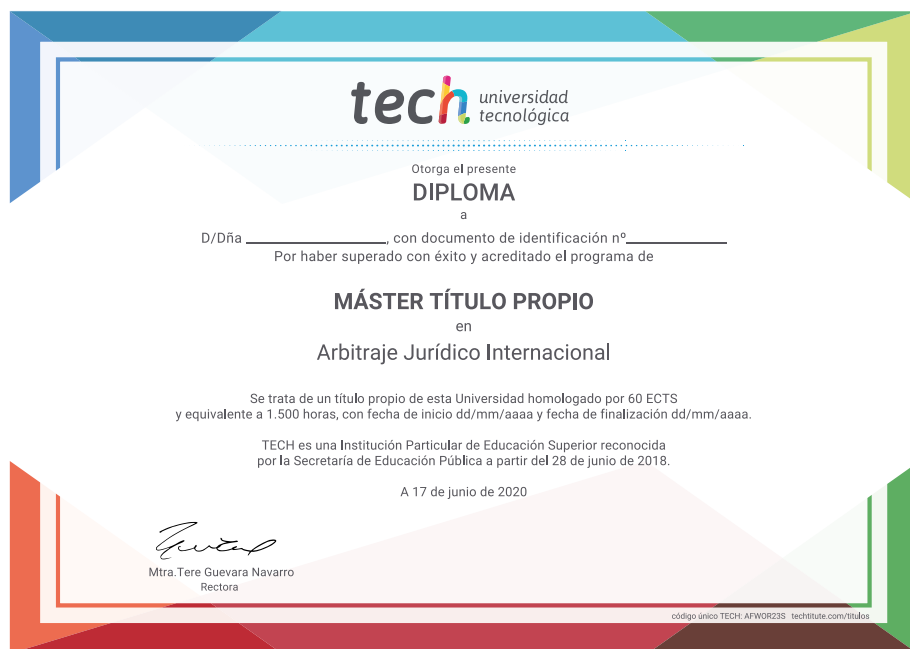 tech universidad
tecnológica
Otorga el presente
DIPLOMA
a
D/Dña ____________________, con documento de identificación nº______________
Por haber superado con éxito y acreditado el programa de
MÁSTER TÍTULO PROPIO
en
Arbitraje Jurídico Internacional
Se trata de un título propio de esta Universidad homologado por 60 ECTS
y equivalente a 1.500 horas, con fecha de inicio dd/mm/aaaa y fecha de finalización dd/mm/aaaa.
TECH es una Institución Particular de Educación Superior reconocida
por la Secretaría de Educación Pública a partir del 28 de junio de 2018.
A 17 de junio de 2020
Mtra.Tere Guevara Navarro
Rectora
código único TECH: AFWOR23S techtitute.com/titulos